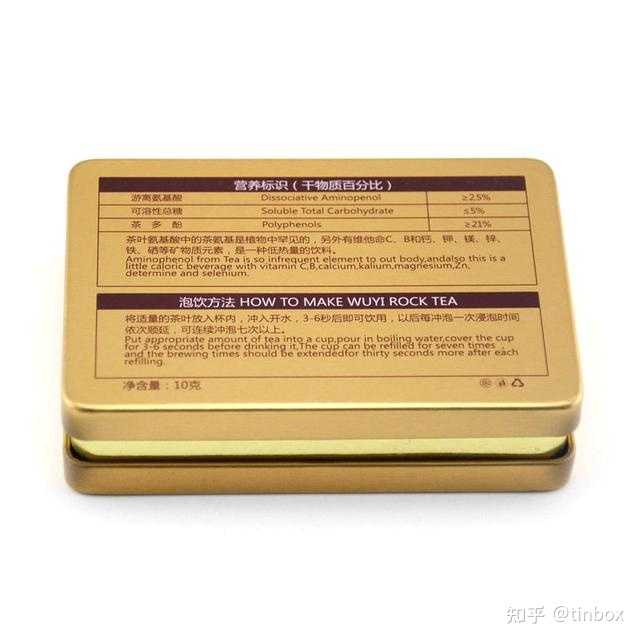 营养标识（干物质百分比）
游离氨基酸 Dissociative Aminopenol ≥2.5%
可溶性总糖 Soluble Total Carbohydrate ≤5%
茶多酚 Polyphenols ≥21%
茶叶氨基酸中的茶氨基是植物中罕见的，另外有维他命C、B和钙、钾、镁、锌、
铁、硒等矿物质元素，是一种低热量的饮料。
Aminophenol from Tea is so infrequent element to out body,andalso this is a
little caloric beverage with vitamin C,B,calcium,kalium,magnesium,Zn,
determine and selenium.
泡饮方法 HOW TO MAKE WUYI ROCK TEA
将适量的茶叶放入杯内，冲入开水，3-6秒后即可饮用，以后每冲泡一次浸泡时间
依次顺延，可连续冲泡七次以上。
Put appropriate amount of tea into a cup,pour in boiling water,cover the cup
for 3-6 seconds before drinking it,The cup can be refilled for seven times ,
and the brewing times should be extendedfor thirty seconds more after each
refilling.
净含量：10克
知乎 @tinbox